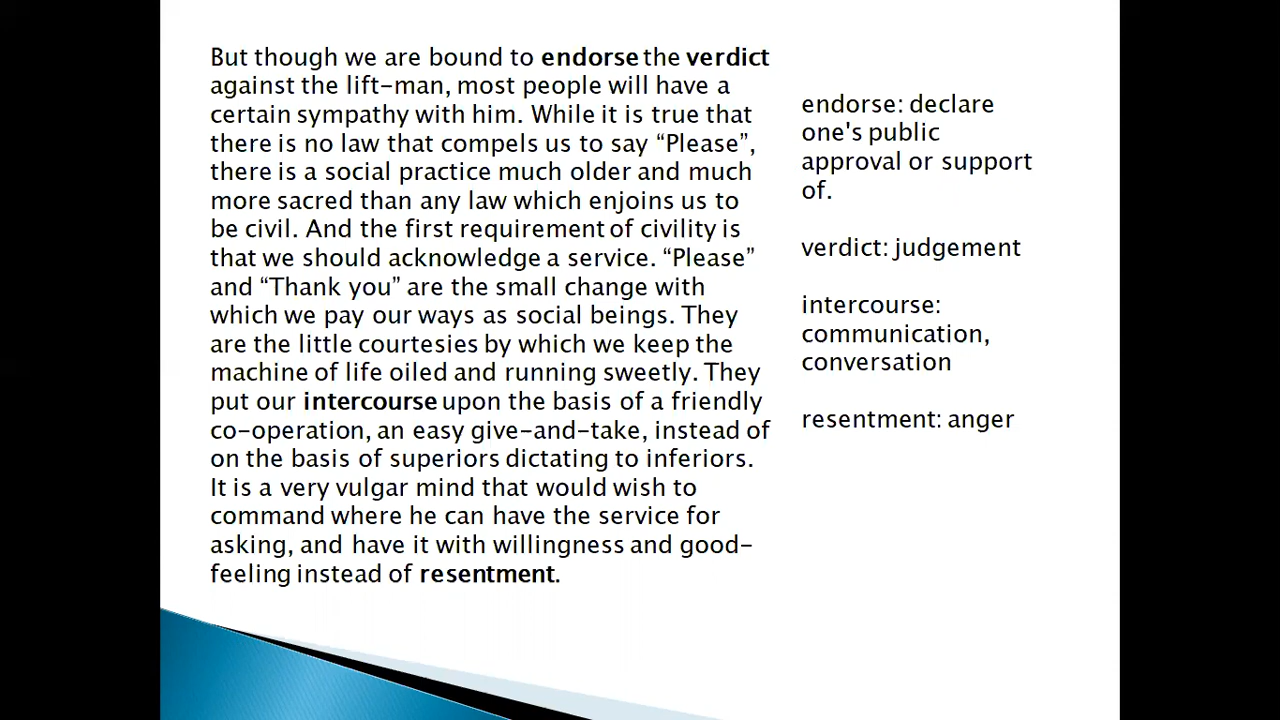 But though we are bound to endorse the verdict
against the lift-man, most people will have a
certain sympathy with him. While it is true that
there is no law that compels us to say “Please”,
there is a social practice much older and much
more sacred than any law which enjoins us to
be civil. And the first requirement of civility is
that we should acknowledge a service. “Please”
and “Thank you” are the small change with
which we pay our ways as social beings. They
are the little courtesies by which we keep the
machine of life oiled and running sweetly. They
put our intercourse upon the basis of a friendly
co-operation, an easy give-and-take, instead of
on the basis of superiors dictating to inferiors.
It is a very vulgar mind that would wish to
command where he can have the service for
asking, and have it with willingness and good-
feeling instead of resentment.
endorse: declare
one's public
approval or support
of.
verdict: judgement
intercourse:
communication,
conversation
resentment: anger